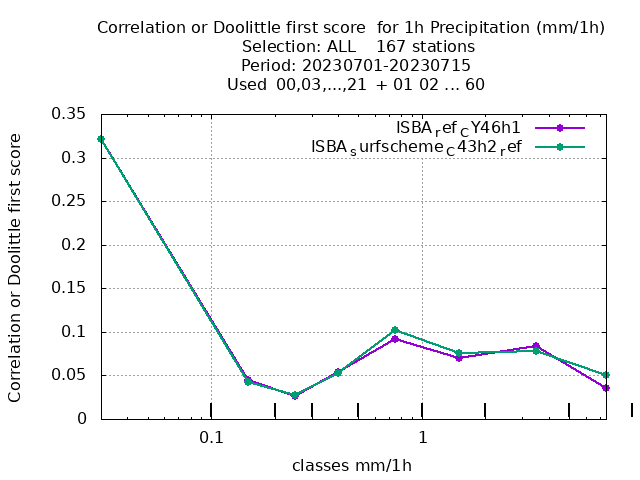 Correlation or Doolittle first score  for 1h Precipitation (mm/1h)
Selection: ALL    167 stations
Period: 20230701-20230715
Used  00,03,...,21  + 01 02 ... 60
ISBA_ref_CY46h1
ISBA_surfscheme_C43h2_ref
Correlation or Doolittle first score
0.35
0.3
0.25
0.2
0.15
0.1
0.05
0
0.1
1
classes mm/1h